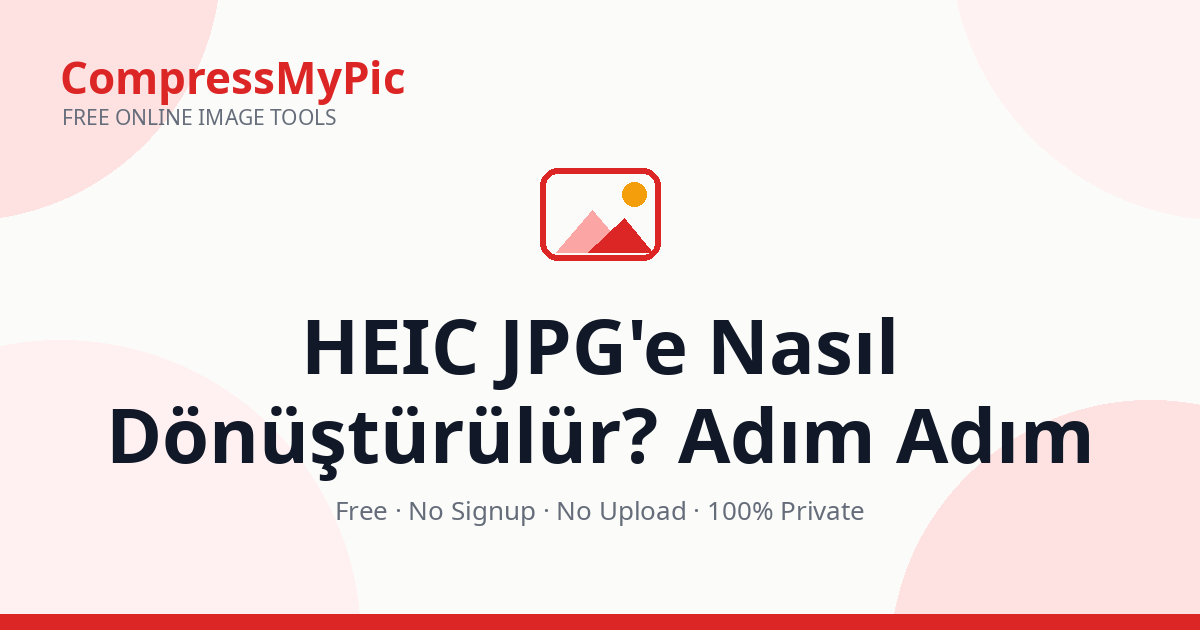 CompressMyPic
FREE ONLINE IMAGE TOOLS
HEIC JPG'e Nasıl
Dönüştürülür? Adım Adım
Free · No Signup · No Upload · 100% Private